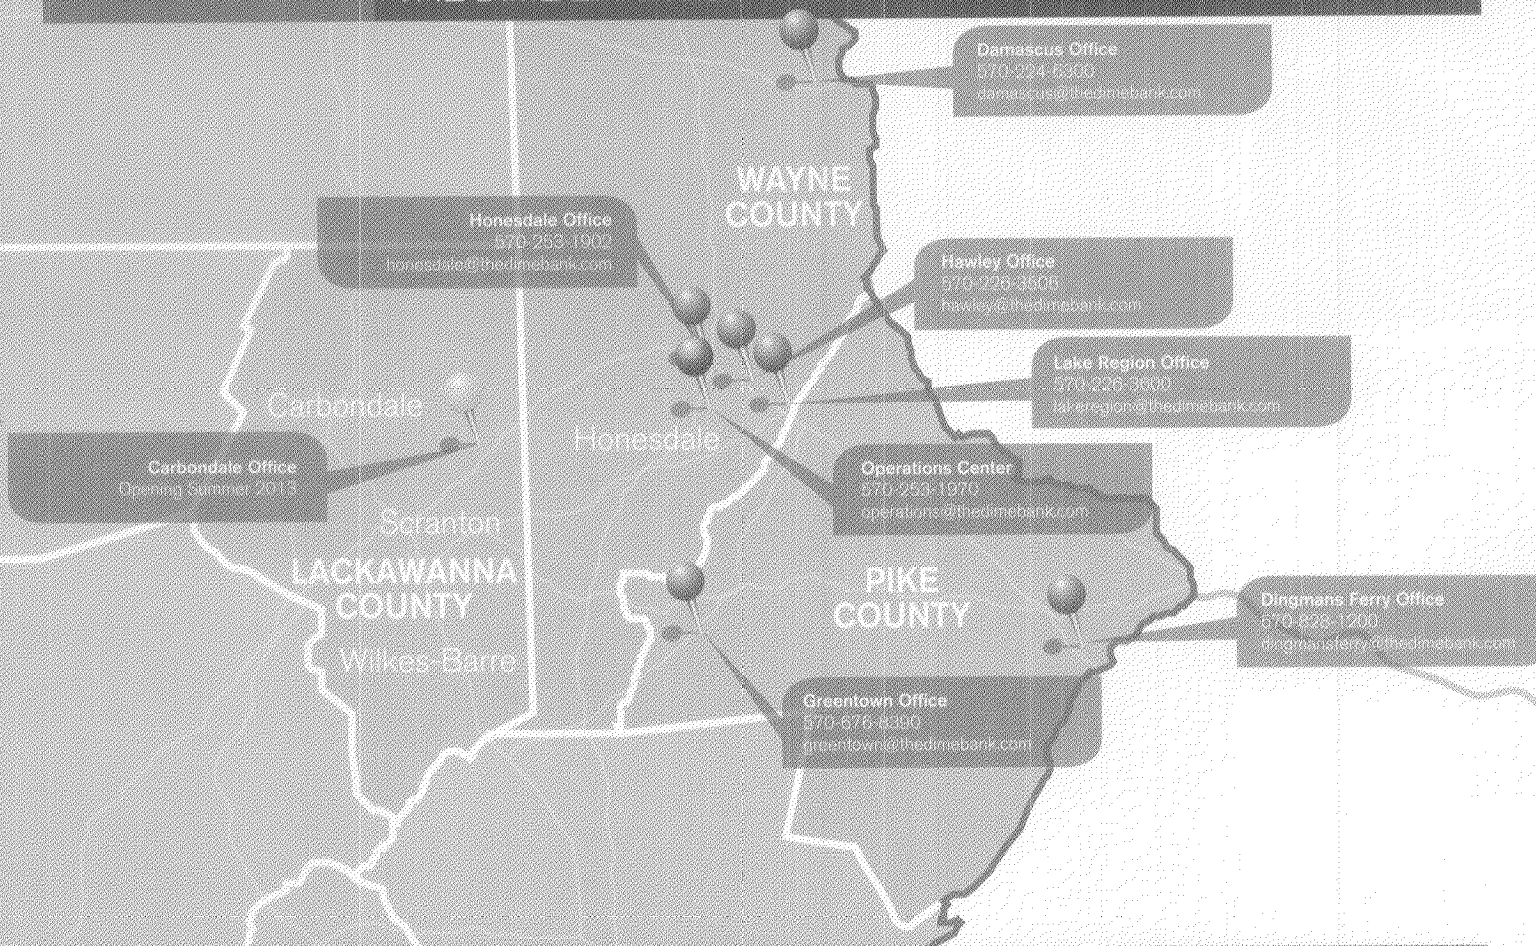 Damascus Office
570-224-6300
damascus@thedimebank.com
WAYNE
COUNTY
Honesdale Office
570-253-1902
honesdale@thedimebank.com
Hawley Office
570-226-3506
hawley@thedimebank.com
Lake Region Office
570-226-3600
lakeregion@thedimebank.com
Carbondale
Honesdale
Carbondale Office
Opening Summer 2013
Operations Center
570-253-1970
operations@thedimebank.com
Scranton
LACKAWANNA
COUNTY
Wilkes-Barre
PIKE
COUNTY
Dingmans Ferry Office
570-828-1200
dingmansferry@thedimebank.com
Greentown Office
570-676-8390
greentown@thedimebank.com